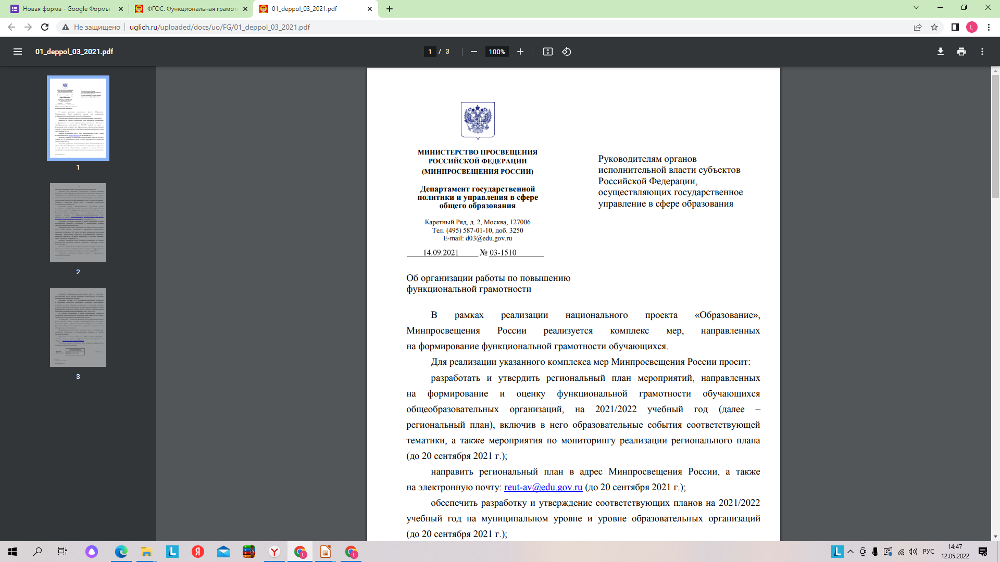 Новая форма - Google Формы
ФГОС. Функциональная грамотн
01_deppol_03_2021.pdf
Не защищено
uglich.ru/uploaded/docs/uo/FG/01_deppol_03_2021.pdf
L
01_deppol_03_2021.pdf
1 / 3
100%
1
2
3
МИНИСТЕРСТВО ПРОСВЕЩЕНИЯ
РОССИЙСКОЙ ФЕДЕРАЦИИ
(МИНПРОСВЕЩЕНИЯ РОССИИ)
Департамент государственной
политики и управления в сфере
общего образования
Каретный Ряд, д. 2, Москва, 127006
Тел. (495) 587-01-10, доб. 3250
E-mail: d03@edu.gov.ru
14.09.2021 № 03-1510
Руководителям органов
исполнительной власти субъектов
Российской Федерации,
осуществляющих государственное
управление в сфере образования
Об организации работы по повышению
функциональной грамотности
В рамках реализации национального проекта «Образование»,
Минпросвещения России реализуется комплекс мер, направленных
на формирование функциональной грамотности обучающихся.
Для реализации указанного комплекса мер Минпросвещения России просит:
разработать и утвердить региональный план мероприятий, направленных
на формирование и оценку функциональной грамотности обучающихся
общеобразовательных организаций, на 2021/2022 учебный год (далее –
региональный план), включив в него образовательные события соответствующей
тематики, а также мероприятия по мониторингу реализации регионального плана
(до 20 сентября 2021 г.);
направить региональный план в адрес Минпросвещения России, а также
на электронную почту: reut-av@edu.gov.ru (до 20 сентября 2021 г.);
обеспечить разработку и утверждение соответствующих планов на 2021/2022
учебный год на муниципальном уровне и уровне образовательных организаций
(до 20 сентября 2021 г.);
РУС
14:47
12.05.2022